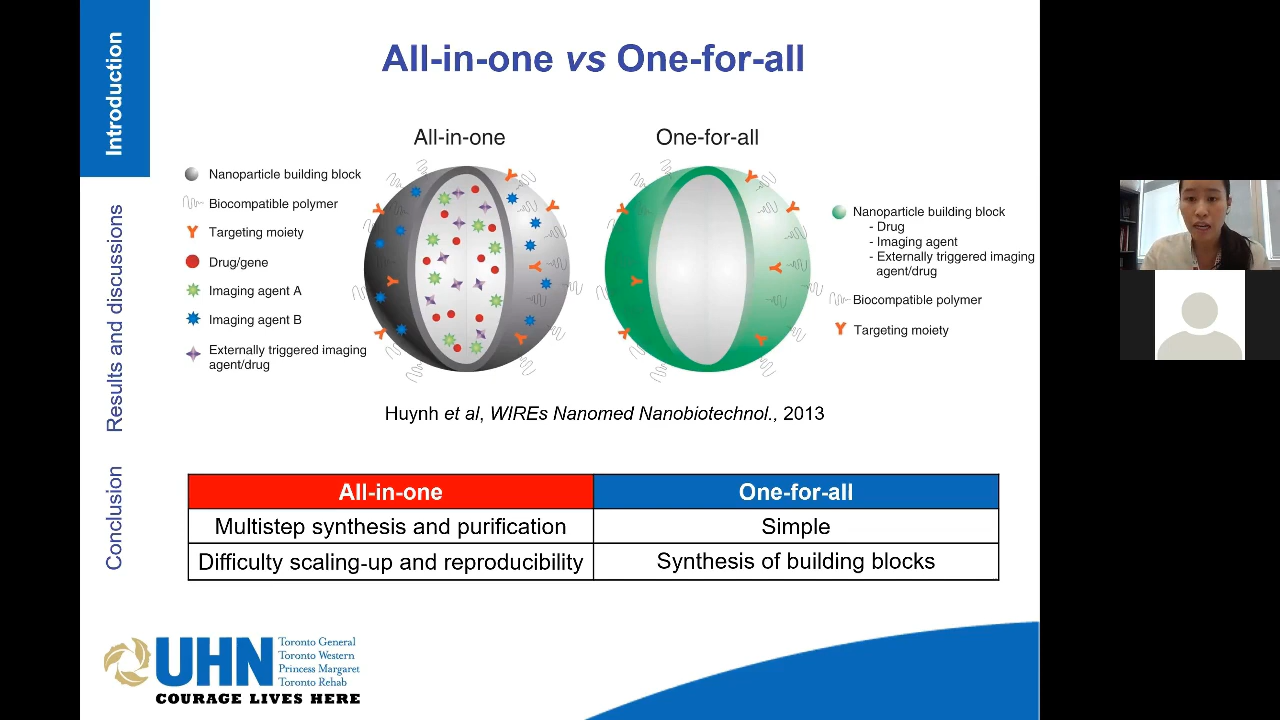 Introduction
Results and discussions
Conclusion
All-in-one vs One-for-all
All-in-one
Nanoparticle building block
Biocompatible polymer
Targeting moiety
Drug/gene
Imaging agent A
Imaging agent B
Externally triggered imaging
agent/drug
One-for-all
Nanoparticle building block
- Drug
- Imaging agent
- Externally triggered imaging
agent/drug
Biocompatible polymer
Targeting moiety
Huynh et al, WIREs Nanomed Nanobiotechnol., 2013
All-in-one One-for-all
Multistep synthesis and purification Simple
Difficulty scaling-up and reproducibility Synthesis of building blocks
UHN
Toronto General
Toronto Western
Princess Margaret
Toronto Rehab
COURAGE LIVES HERE